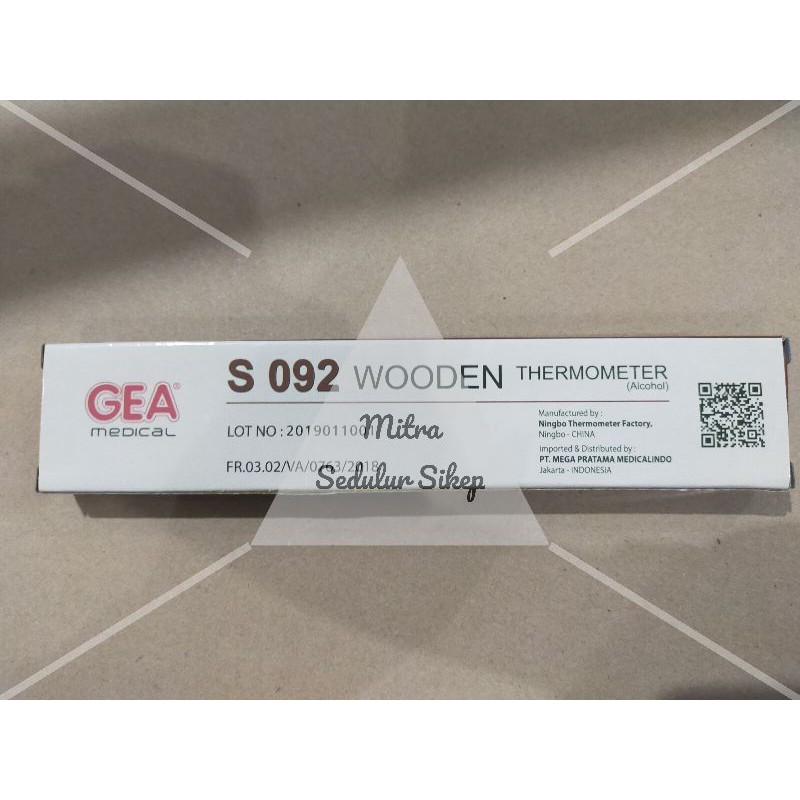 GEA®
medical
S 092 WOODEN THERMOMETER
(Alcohol)
LOT NO : 2019011001
FR.03.02/VA/0763/2018
Manufactured by :
Ningbo Thermometer Factory,
Ningbo - CHINA
Imported & Distributed by :
PT. MEGA PRATAMA MEDICALINDO
Jakarta - INDONESIA
Mitra
Sedulur Sikep